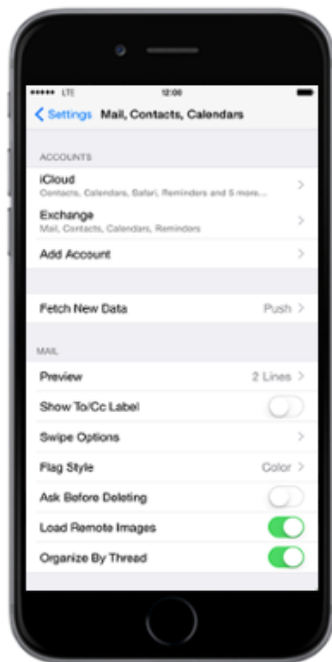 LTE 12:00
Settings Mail, Contacts, Calendars
ACCOUNTS
iCloud
Contacts, Calendars, Safari, Reminders and 5 more...
Exchange
Mail, Contacts, Calendars, Reminders
Add Account
Fetch New Data Push
MAIL
Preview 2 Lines
Show To/Cc Label
Swipe Options
Flag Style Color
Ask Before Deleting
Load Remote Images
Organize By Thread